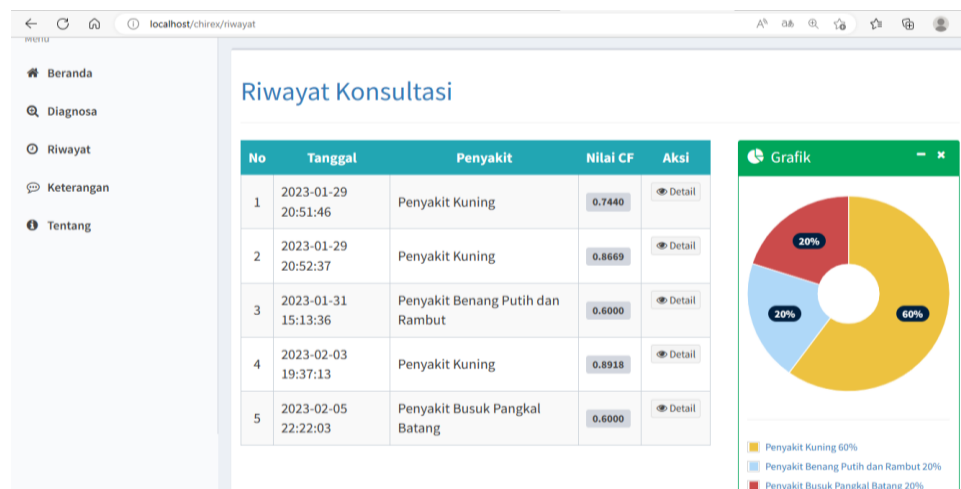 localhost/chirex/riwayat
Menu
Beranda
Diagnosa
Riwayat
Keterangan
Tentang
Riwayat Konsultasi
No Tanggal Penyakit Nilai CF Aksi
1 2023-01-29 20:51:46 Penyakit Kuning 0.7440 Detail
2 2023-01-29 20:52:37 Penyakit Kuning 0.8669 Detail
3 2023-01-31 15:13:36 Penyakit Benang Putih dan Rambut 0.6000 Detail
4 2023-02-03 19:37:13 Penyakit Kuning 0.8918 Detail
5 2023-02-05 22:22:03 Penyakit Busuk Pangkal Batang 0.6000 Detail
Grafik
20%
20%
60%
Penyakit Kuning 60%
Penyakit Benang Putih dan Rambut 20%
Penyakit Busuk Pangkal Batang 20%